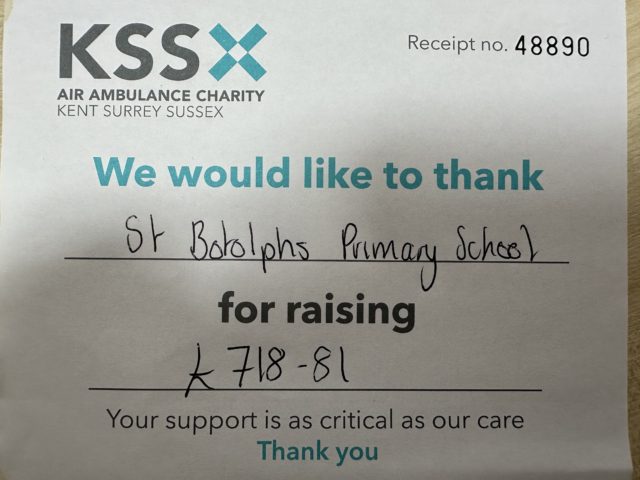 KSS
Receipt no. 48890
AIR AMBULANCE CHARITY
KENT SURREY SUSSEX
We would like to thank
St Botolphs Primary School
for raising
£ 718-81
Your support is as critical as our care
Thank you